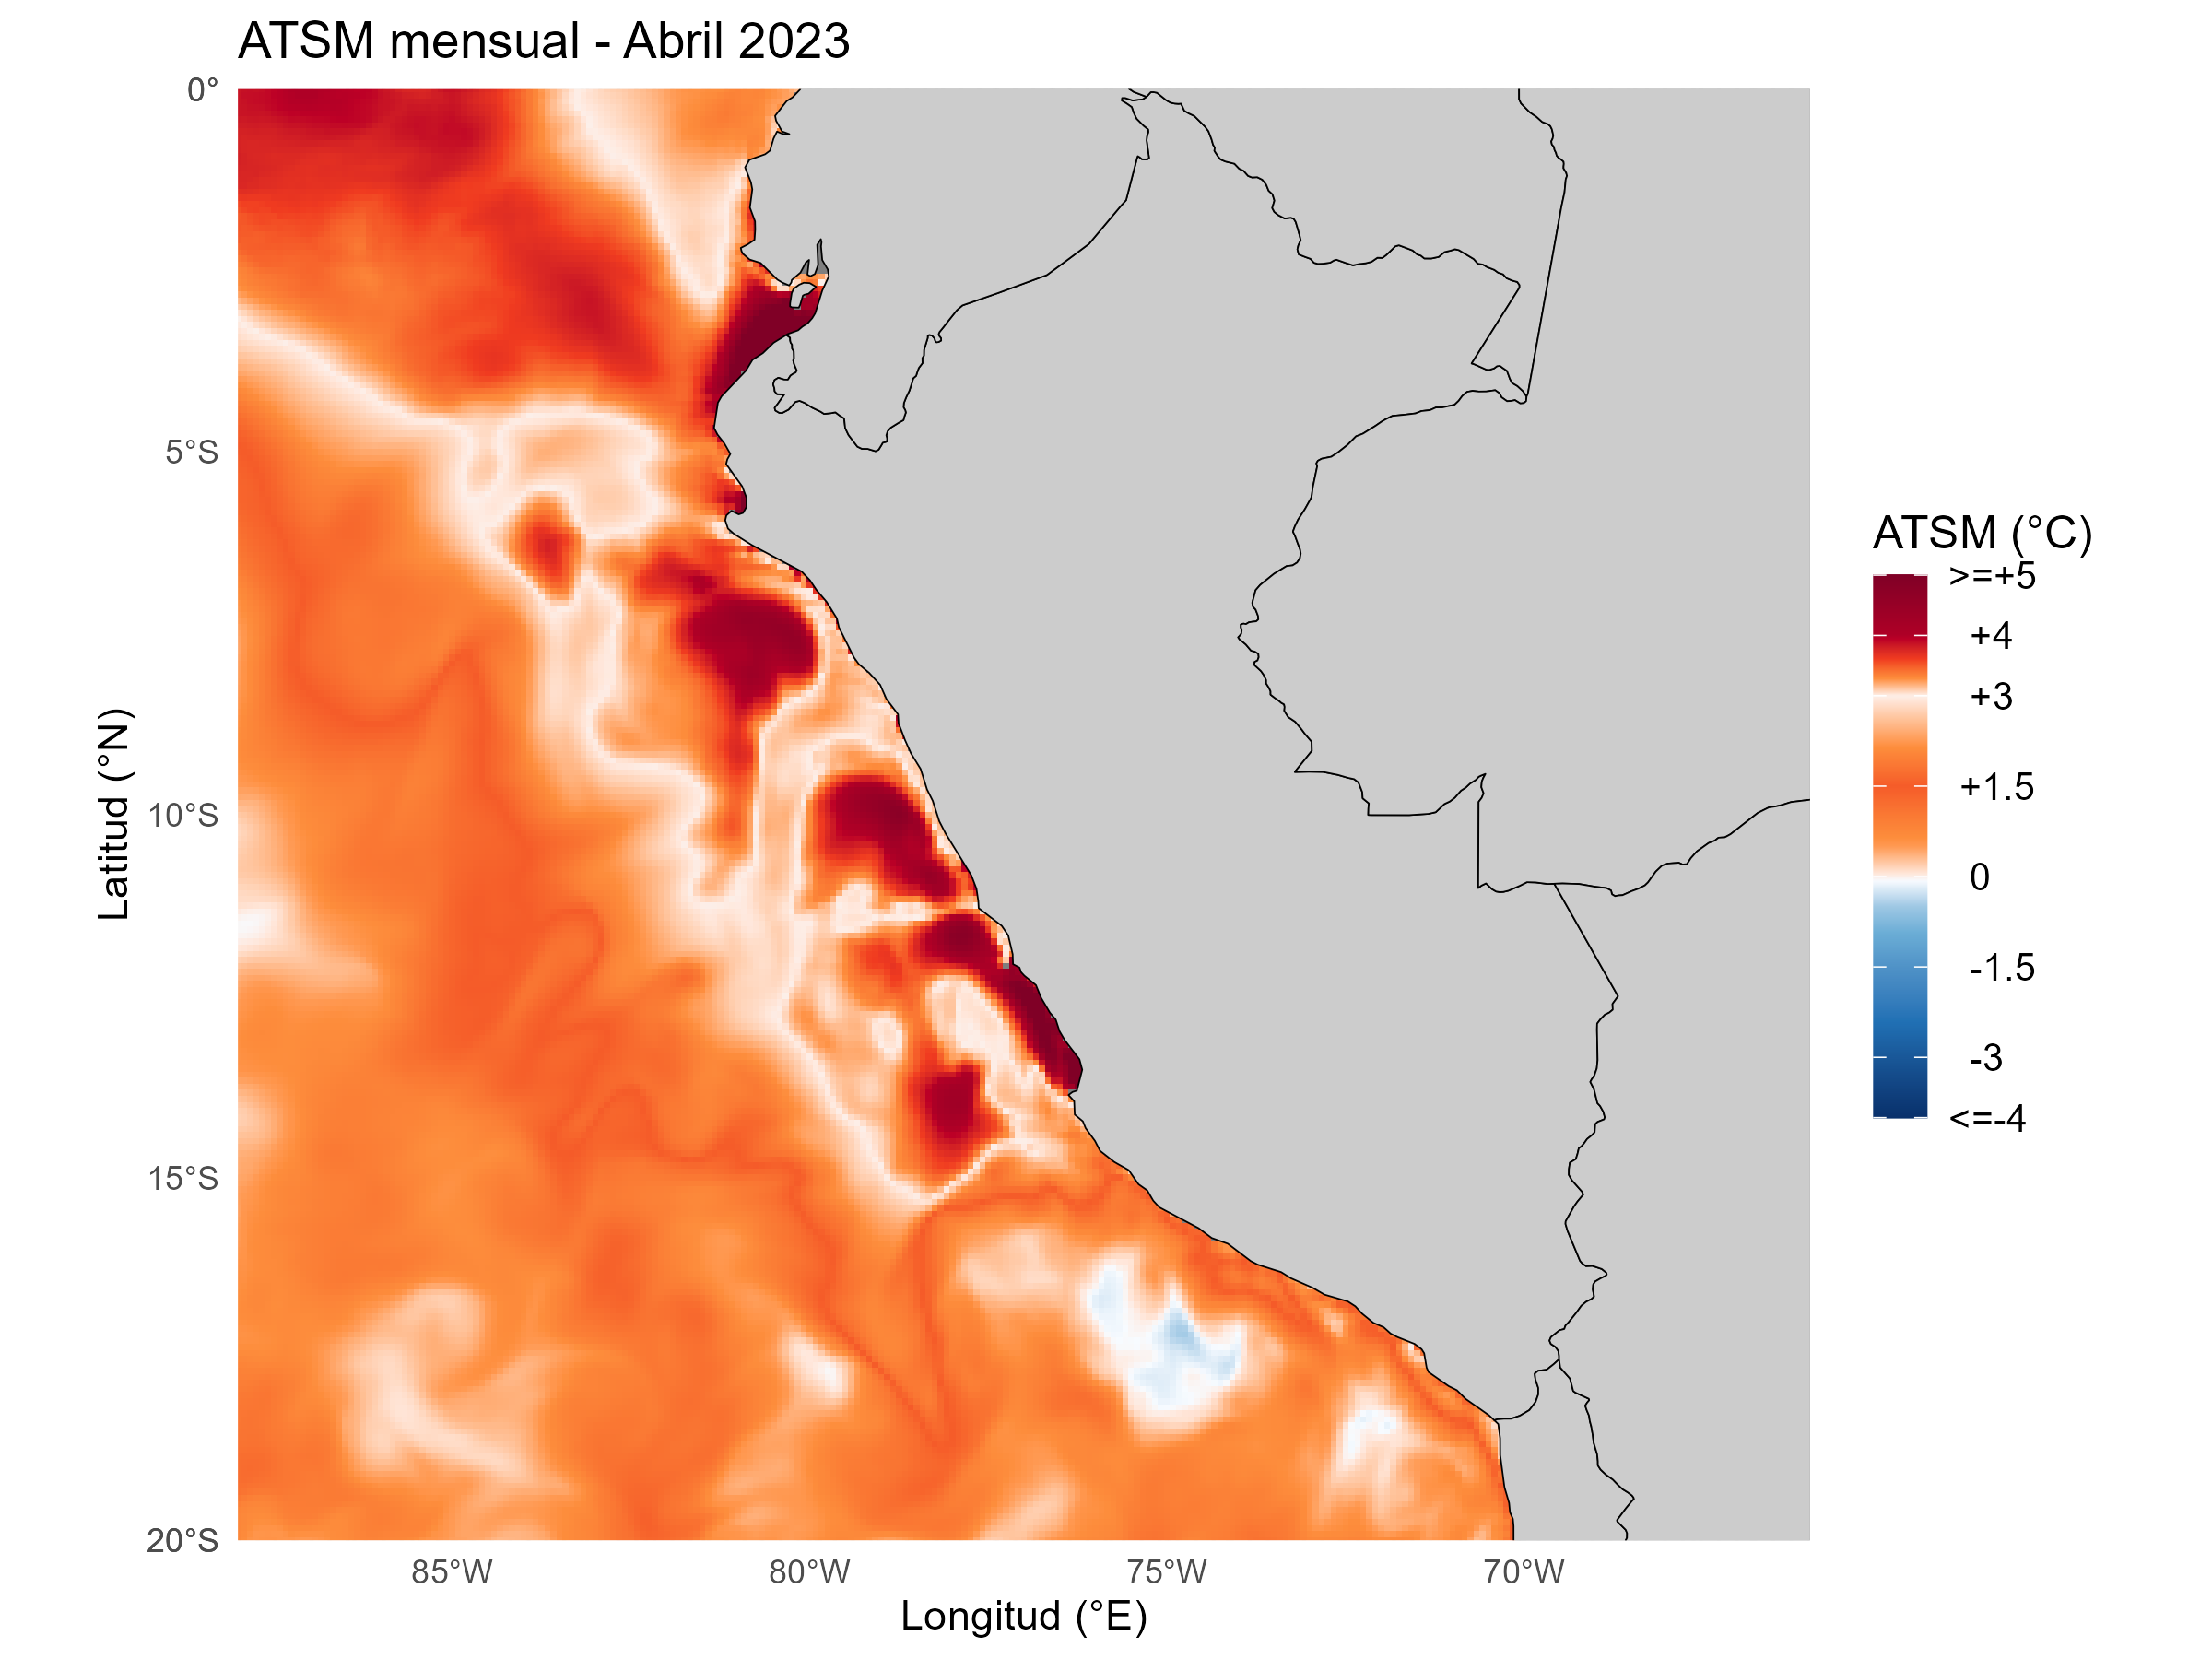 ATSM mensual - Abril 2023
0°
5°S
10°S
15°S
20°S
Latitud (°N)
85°W
80°W
75°W
70°W
Longitud (°E)
ATSM (°C)
>=+5
+4
+3
+1.5
0
-1.5
-3
<=-4